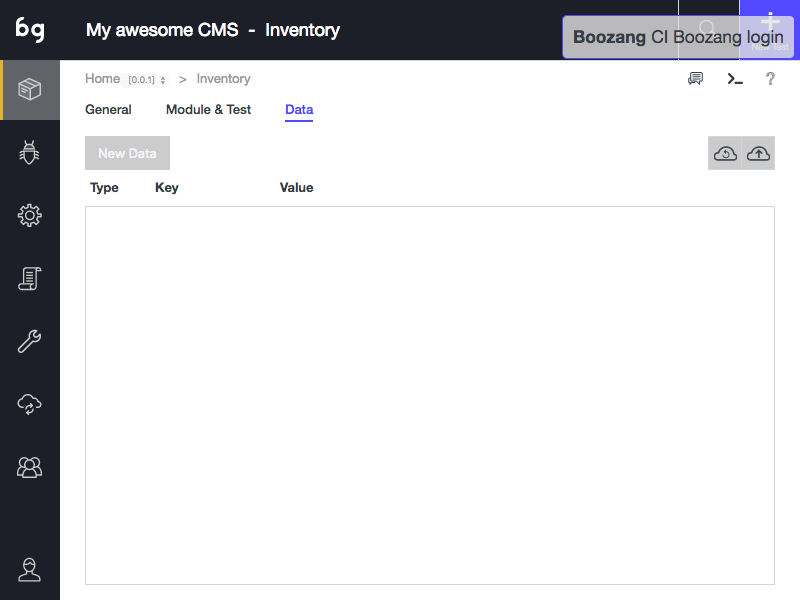 bg
My awesome CMS - Inventory
Boozang CI Boozang login
Home [0.0.1] > Inventory
?
General Module & Test Data
New Data
Type Key Value